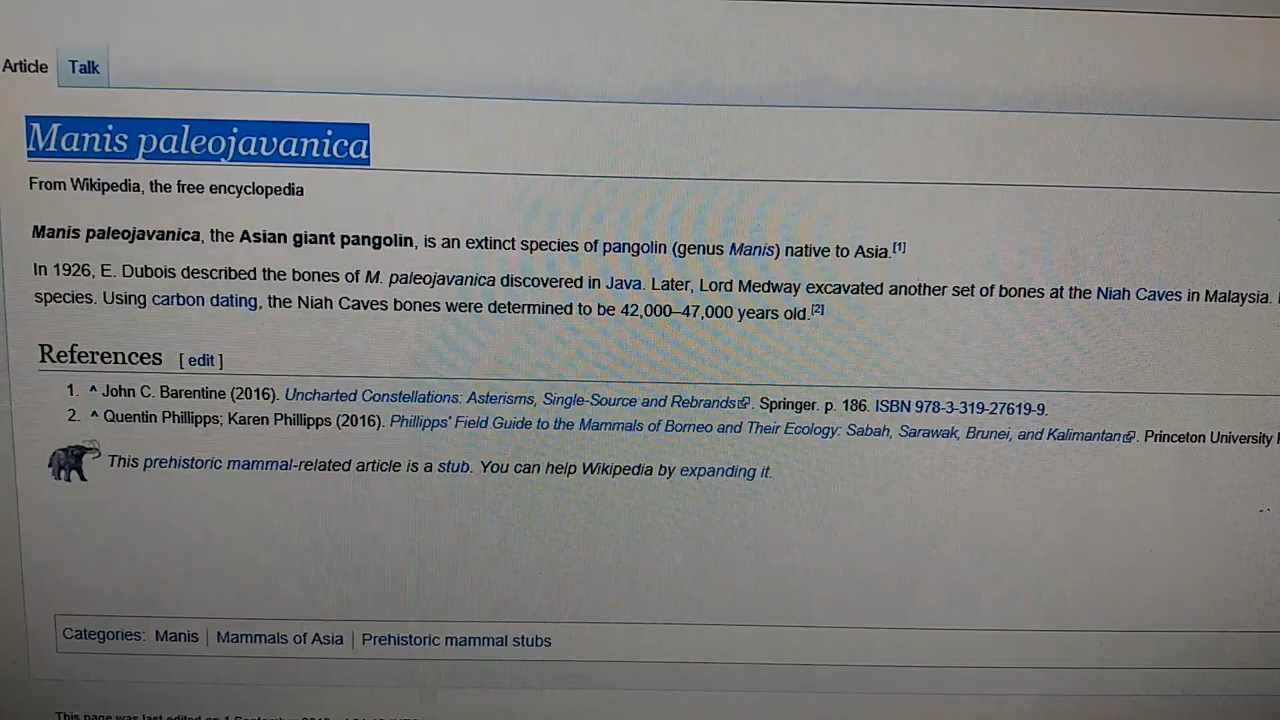 Article Talk
Manis paleojavanica
From Wikipedia, the free encyclopedia
Manis paleojavanica, the Asian giant pangolin, is an extinct species of pangolin (genus Manis) native to Asia.[1]
In 1926, E. Dubois described the bones of M. paleojavanica discovered in Java. Later, Lord Medway excavated another set of bones at the Niah Caves in Malaysia.
species. Using carbon dating, the Niah Caves bones were determined to be 42,000–47,000 years old.[2]
References [ edit ]
1. ^ John C. Barentine (2016). Uncharted Constellations: Asterisms, Single-Source and Rebrands. Springer. p. 186. ISBN 978-3-319-27619-9.
2. ^ Quentin Phillipps; Karen Phillipps (2016). Phillipps' Field Guide to the Mammals of Borneo and Their Ecology: Sabah, Sarawak, Brunei, and Kalimantan. Princeton University
This prehistoric mammal-related article is a stub. You can help Wikipedia by expanding it.
Categories: Manis | Mammals of Asia | Prehistoric mammal stubs
This page was last edited on 1